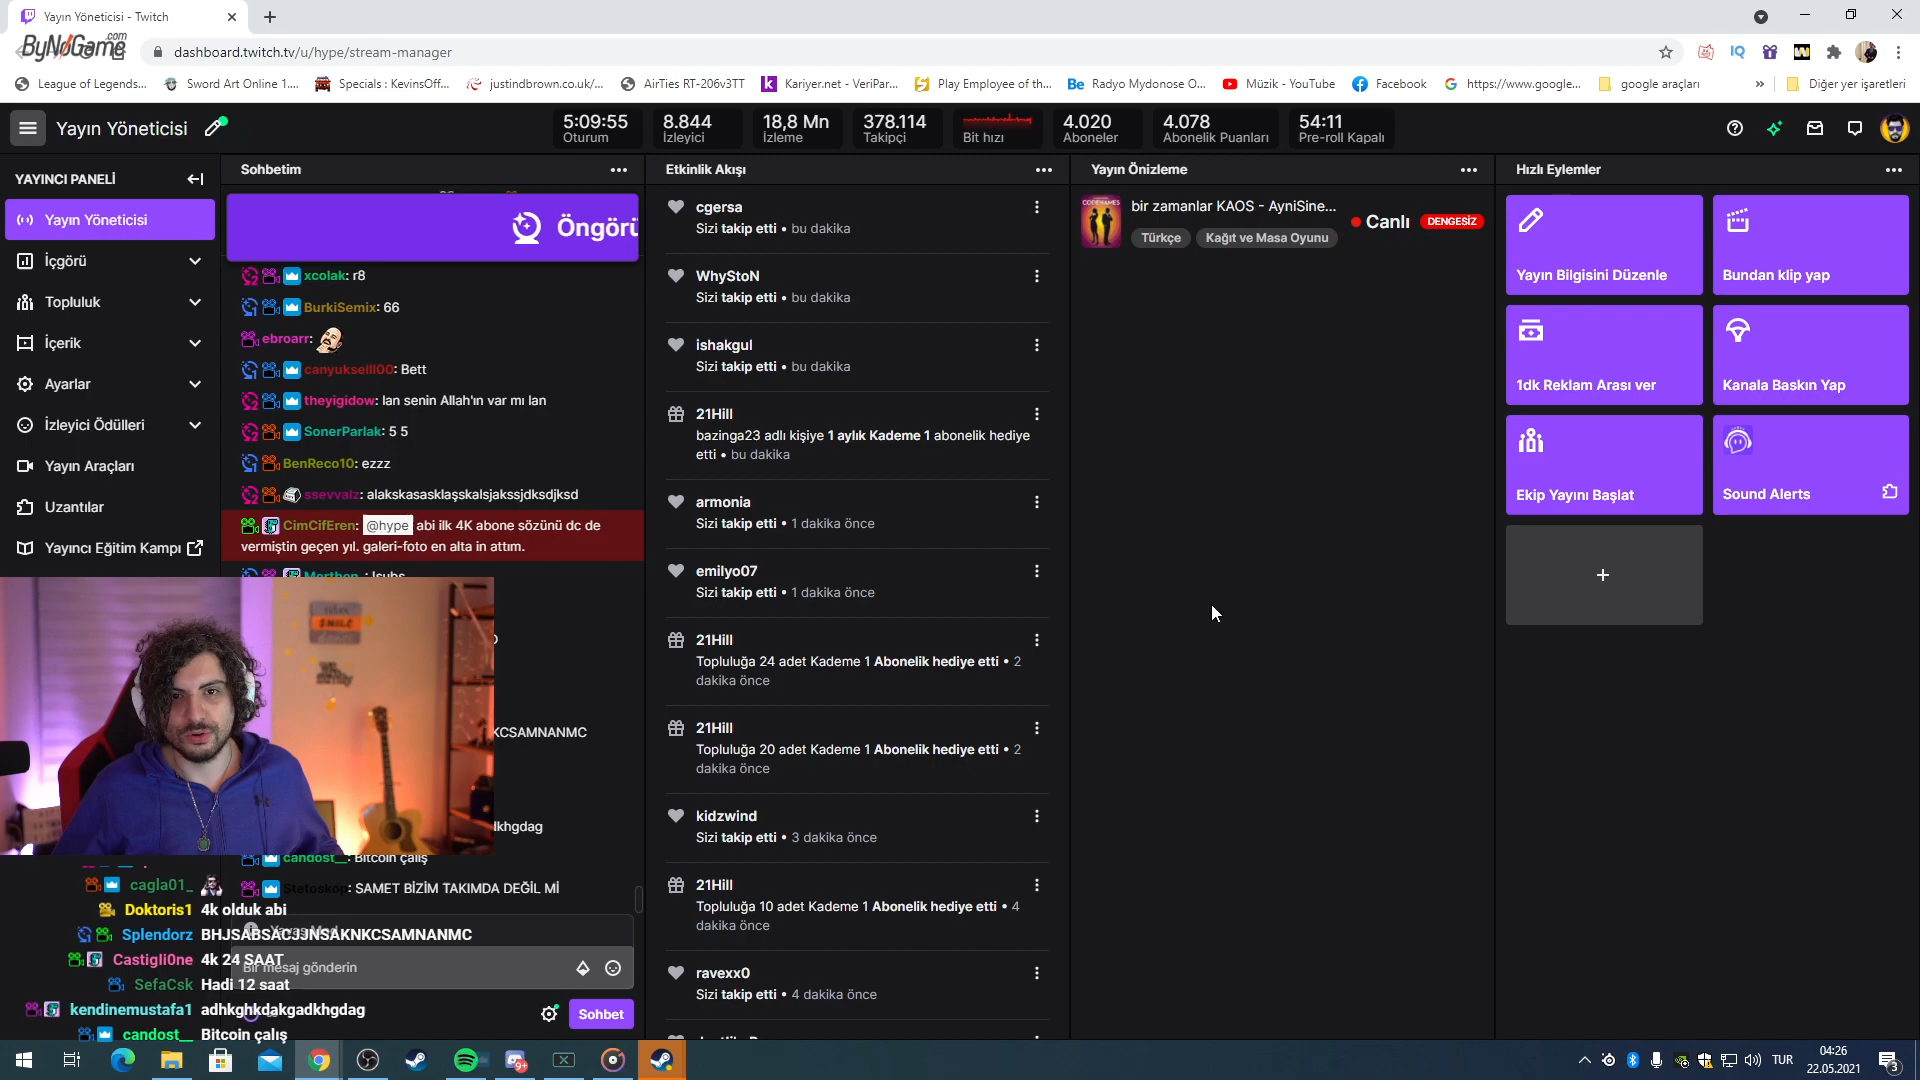 Yayın Yöneticisi - Twitch
ByNoGame.com
dashboard.twitch.tv/u/hype/stream-manager
League of Legends...
Sword Art Online 1....
Specials : KevinsOff...
justindbrown.co.uk/...
AirTies RT-206v3TT
Kariyer.net - VeriPar...
Play Employee of th...
Radyo Mydonose O...
Müzik - YouTube
Facebook
https://www.google...
google araçları
»
Diğer yer işaretleri
Yayın Yöneticisi
5:09:55
Oturum
8.844
İzleyici
18,8 Mn
İzleme
378.114
Takipçi
Bit hızı
4.020
Aboneler
4.078
Abonelik Puanları
54:11
Pre-roll Kapalı
YAYINCI PANELİ
Yayın Yöneticisi
İçgörü
Topluluk
İçerik
Ayarlar
İzleyici Ödülleri
Yayın Araçları
Uzantılar
Yayıncı Eğitim Kampı
Sohbetim
Öngörü
xcolak: r8
BurkiSemix: 66
ebroarr:
canyukselll00: Bett
theyigidow: lan senin Allah'ın var mı lan
SonerParlak: 5 5
BenReco10: ezzz
ssevvalz: alakskasasklaşskalsjakssjdksdjksd
CimCifEren: @hype abi ilk 4K abone sözünü dc de
vermiştin geçen yıl. galeri-foto en alta in attım.
KCSAMNANMC
lkhgdag
candost__: Bitcoin çalış
Stetoskop: SAMET BİZİM TAKIMDA DEĞİL Mİ
Bir mesaj gönderin
Sohbet
cagla01_
Doktoris1 4k olduk abi
Splendorz BHJSABSACJJNSAKNKCSAMNANMC
Castigli0ne 4k 24 SAAT
SefaCsk Hadi 12 saat
kendinemustafa1 adhkghkdakgadkhgdag
candost__ Bitcoin çalış
Etkinlik Akışı
cgersa
Sizi takip etti • bu dakika
WhyStoN
Sizi takip etti • bu dakika
ishakgul
Sizi takip etti • bu dakika
21Hill
bazinga23 adlı kişiye 1 aylık Kademe 1 abonelik hediye
etti • bu dakika
armonia
Sizi takip etti • 1 dakika önce
emilyo07
Sizi takip etti • 1 dakika önce
21Hill
Topluluğa 24 adet Kademe 1 Abonelik hediye etti • 2
dakika önce
21Hill
Topluluğa 20 adet Kademe 1 Abonelik hediye etti • 2
dakika önce
kidzwind
Sizi takip etti • 3 dakika önce
21Hill
Topluluğa 10 adet Kademe 1 Abonelik hediye etti • 4
dakika önce
ravexx0
Sizi takip etti • 4 dakika önce
Yayın Önizleme
CODENAMES
bir zamanlar KAOS - AyniSine...
Türkçe
Kağıt ve Masa Oyunu
Canlı
DENGESİZ
Hızlı Eylemler
Yayın Bilgisini Düzenle
Bundan klip yap
1dk Reklam Arası ver
Kanala Baskın Yap
Ekip Yayını Başlat
Sound Alerts
TUR
04:26
22.05.2021
3